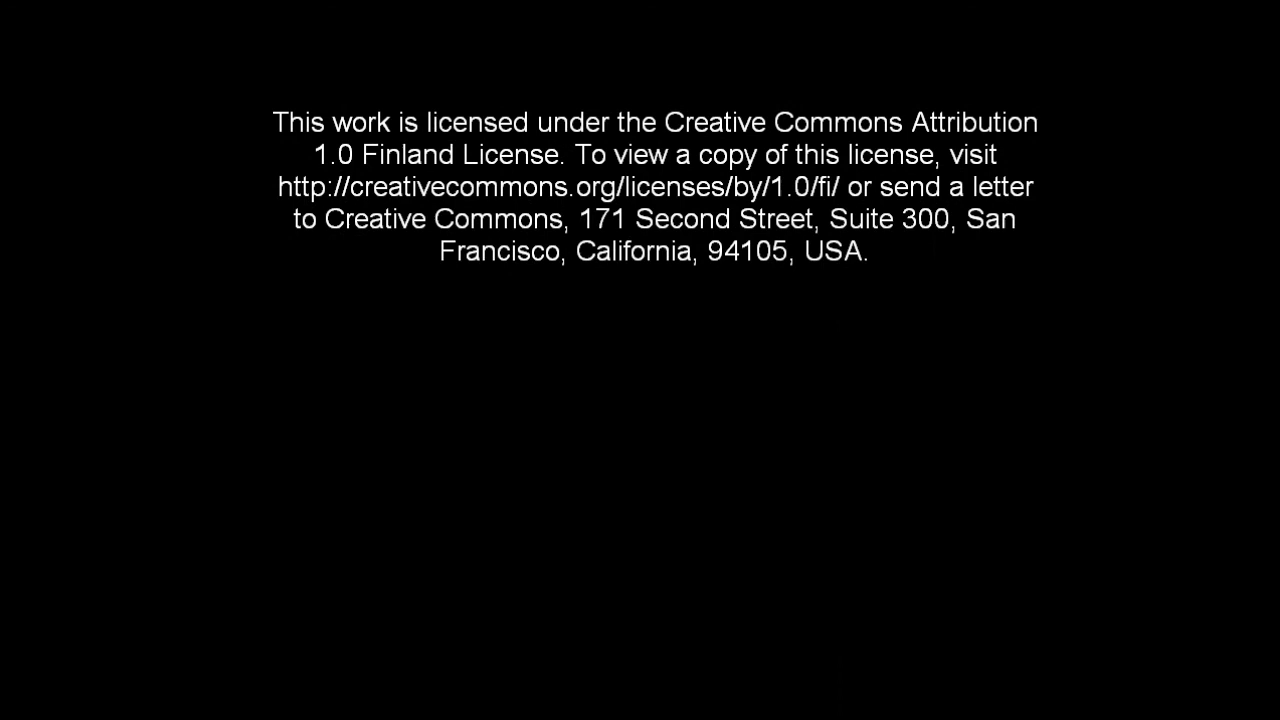 This work is licensed under the Creative Commons Attribution
1.0 Finland License. To view a copy of this license, visit
http://creativecommons.org/licenses/by/1.0/fi/ or send a letter
to Creative Commons, 171 Second Street, Suite 300, San
Francisco, California, 94105, USA.